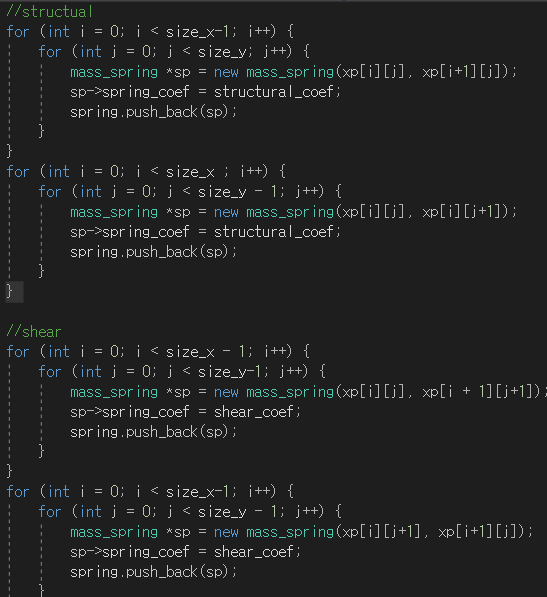 //structual
for (int i = 0; i < size_x-1; i++) {
for (int j = 0; j < size_y; j++) {
mass_spring *sp = new mass_spring(xp[i][j], xp[i+1][j]);
sp->spring_coef = structural_coef;
spring.push_back(sp);
}
}
for (int i = 0; i < size_x ; i++) {
for (int j = 0; j < size_y - 1; j++) {
mass_spring *sp = new mass_spring(xp[i][j], xp[i][j+1]);
sp->spring_coef = structural_coef;
spring.push_back(sp);
}
}
//shear
for (int i = 0; i < size_x - 1; i++) {
for (int j = 0; j < size_y-1; j++) {
mass_spring *sp = new mass_spring(xp[i][j], xp[i + 1][j+1]);
sp->spring_coef = shear_coef;
spring.push_back(sp);
}
}
for (int i = 0; i < size_x-1; i++) {
for (int j = 0; j < size_y - 1; j++) {
mass_spring *sp = new mass_spring(xp[i][j+1], xp[i+1][j]);
sp->spring_coef = shear_coef;
spring.push_back(sp);
}